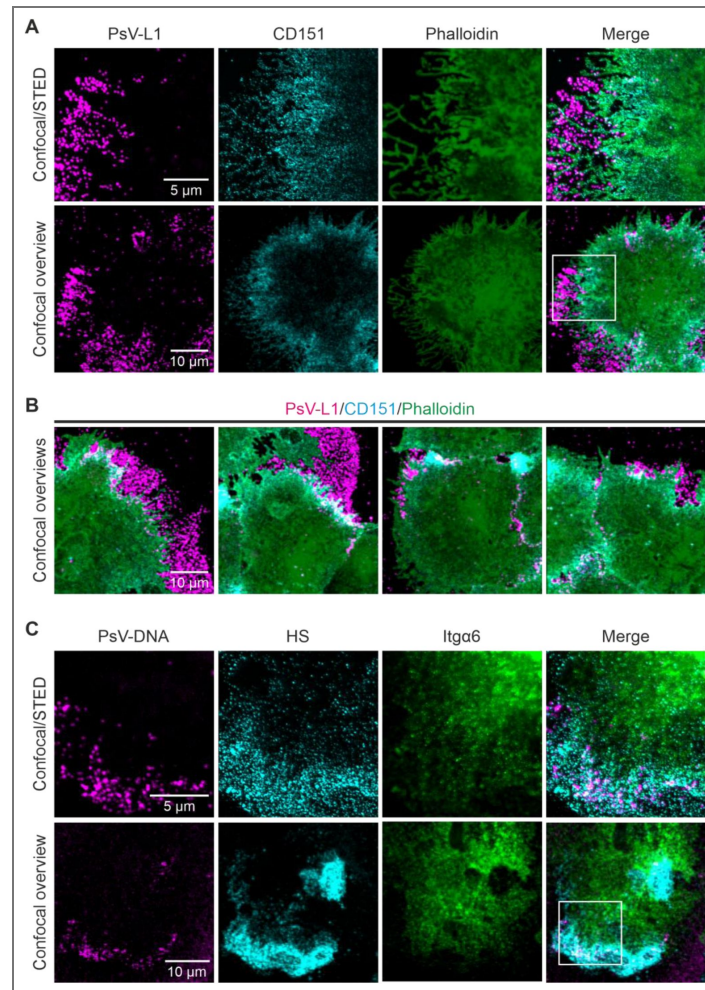 A
PsV-L1 CD151 Phalloidin Merge
Confocal/STED
5 µm
Confocal overview
10 µm
B
PsV-L1/CD151/Phalloidin
Confocal overviews
10 µm
C
PsV-DNA HS Itgα6 Merge
Confocal/STED
5 µm
Confocal overview
10 µm